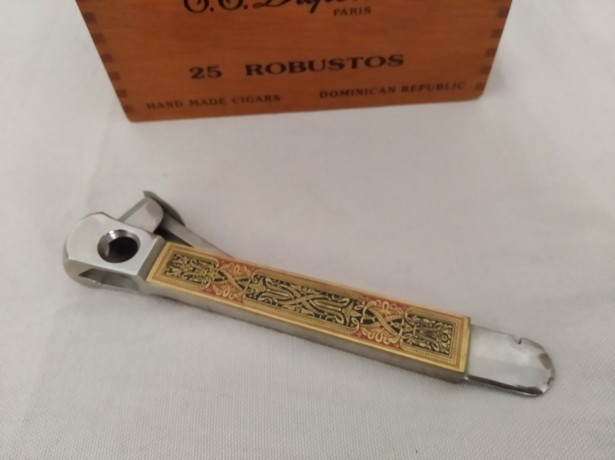 PARIS
25 ROBUSTOS
HAND MADE CIGARS DOMINICAN REPUBLIC